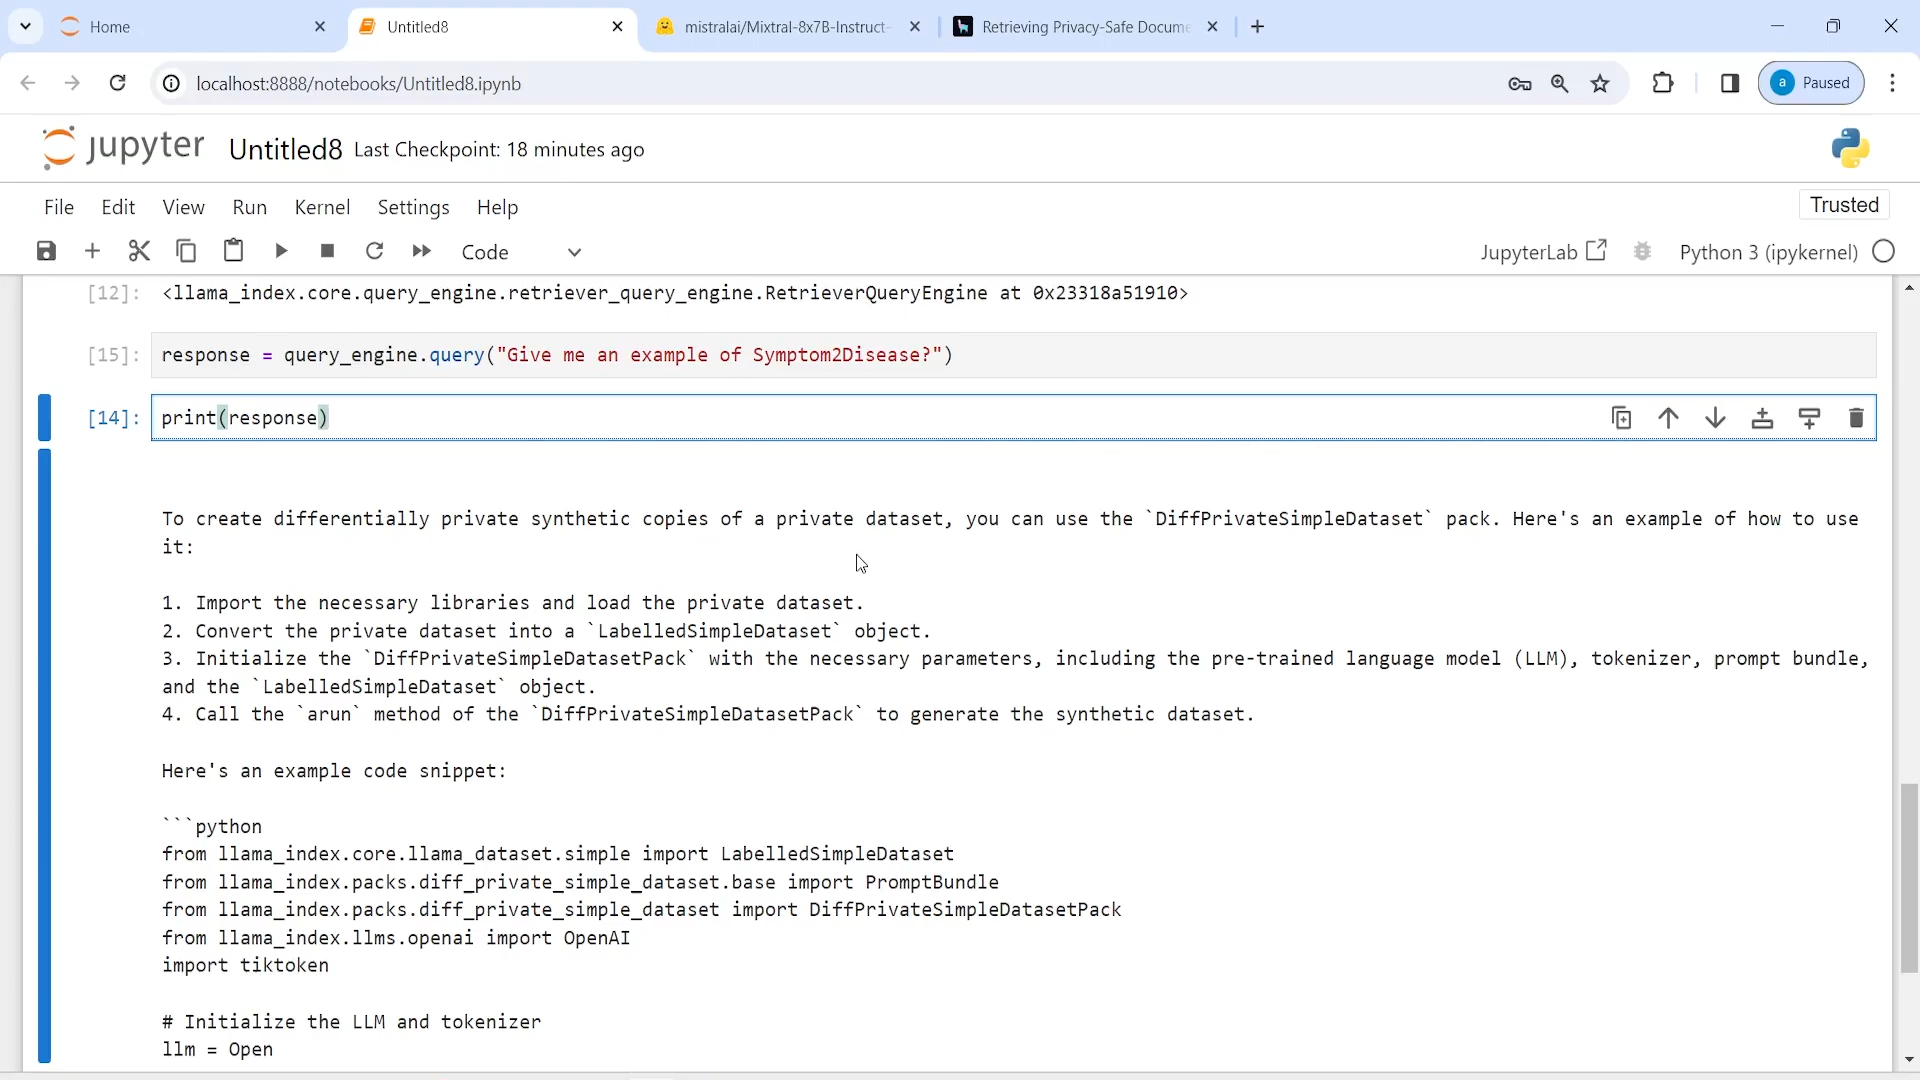 Home
Untitled8
mistralai/Mixtral-8x7B-Instruct-
Retrieving Privacy-Safe Docume
localhost:8888/notebooks/Untitled8.ipynb
a Paused
jupyter Untitled8 Last Checkpoint: 18 minutes ago
File Edit View Run Kernel Settings Help
Trusted
Code
JupyterLab
Python 3 (ipykernel)
[12]: <llama_index.core.query_engine.retriever_query_engine.RetrieverQueryEngine at 0x23318a51910>
[15]: response = query_engine.query("Give me an example of Symptom2Disease?")
[14]: print(response)
To create differentially private synthetic copies of a private dataset, you can use the `DiffPrivateSimpleDataset` pack. Here's an example of how to use
it:
1. Import the necessary libraries and load the private dataset.
2. Convert the private dataset into a `LabelledSimpleDataset` object.
3. Initialize the `DiffPrivateSimpleDatasetPack` with the necessary parameters, including the pre-trained language model (LLM), tokenizer, prompt bundle,
and the `LabelledSimpleDataset` object.
4. Call the `arun` method of the `DiffPrivateSimpleDatasetPack` to generate the synthetic dataset.
Here's an example code snippet:
```python
from llama_index.core.llama_dataset.simple import LabelledSimpleDataset
from llama_index.packs.diff_private_simple_dataset.base import PromptBundle
from llama_index.packs.diff_private_simple_dataset import DiffPrivateSimpleDatasetPack
from llama_index.llms.openai import OpenAI
import tiktoken
# Initialize the LLM and tokenizer
llm = Open